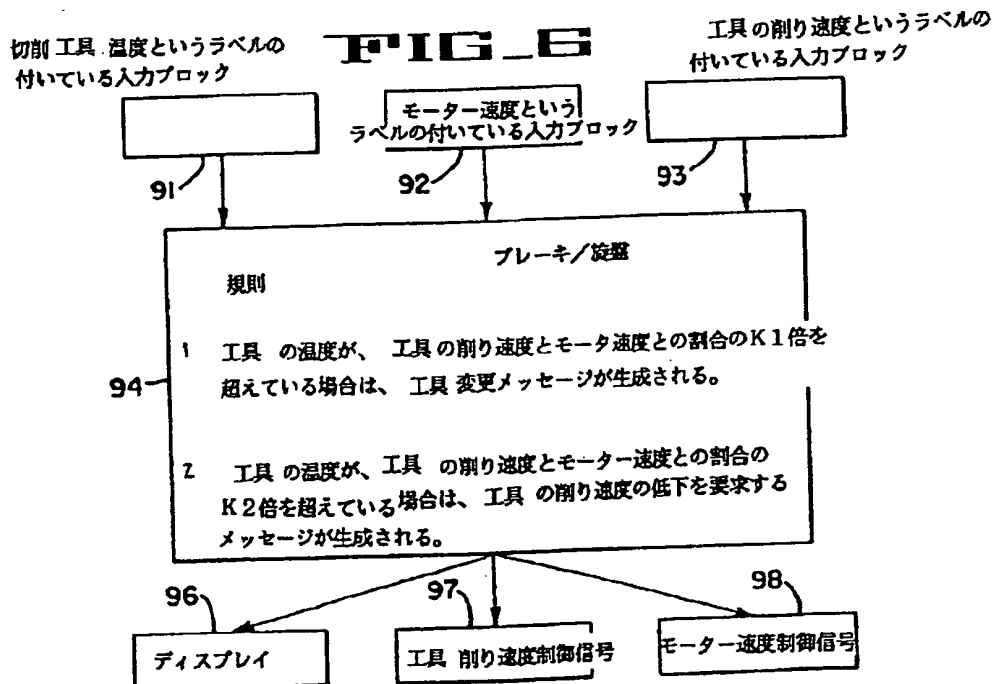 FIG_6
切削 工具 温度というラベルの
付いている入力ブロック
工具の削り速度というラベルの
付いている入力ブロック
モーター速度という
ラベルの付いている入力ブロック
91
92
93
ブレーキ/旋盤
規則
1 工具 の温度が、 工具の削り速度とモータ速度との割合のK1倍を
超えている場合は、 工具 変更メッセージが生成される。
94
2 工具 の温度が、工具 の削り速度とモーター速度との割合の
K2倍を超えている場合は、工具 の削り速度の低下を要求する
メッセージが生成される。
96
97
98
ディスプレイ
工具 削り速度制御信号
モーター速度制御信号